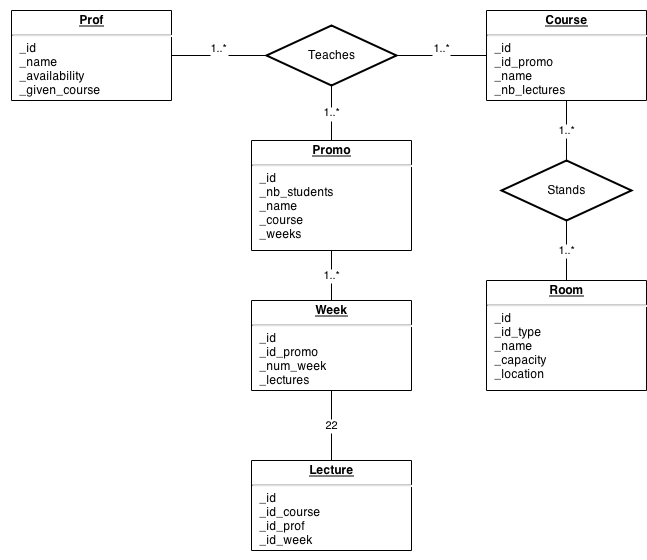 Prof
_id
_name
_availability
_given_course
1..*
Teaches
1..*
Course
_id
_id_promo
_name
_nb_lectures
1..*
Promo
_id
_nb_students
_name
_course
_weeks
1..*
Stands
1..*
1..*
Week
_id
_id_promo
_num_week
_lectures
Room
_id
_id_type
_name
_capacity
_location
22
Lecture
_id
_id_course
_id_prof
_id_week